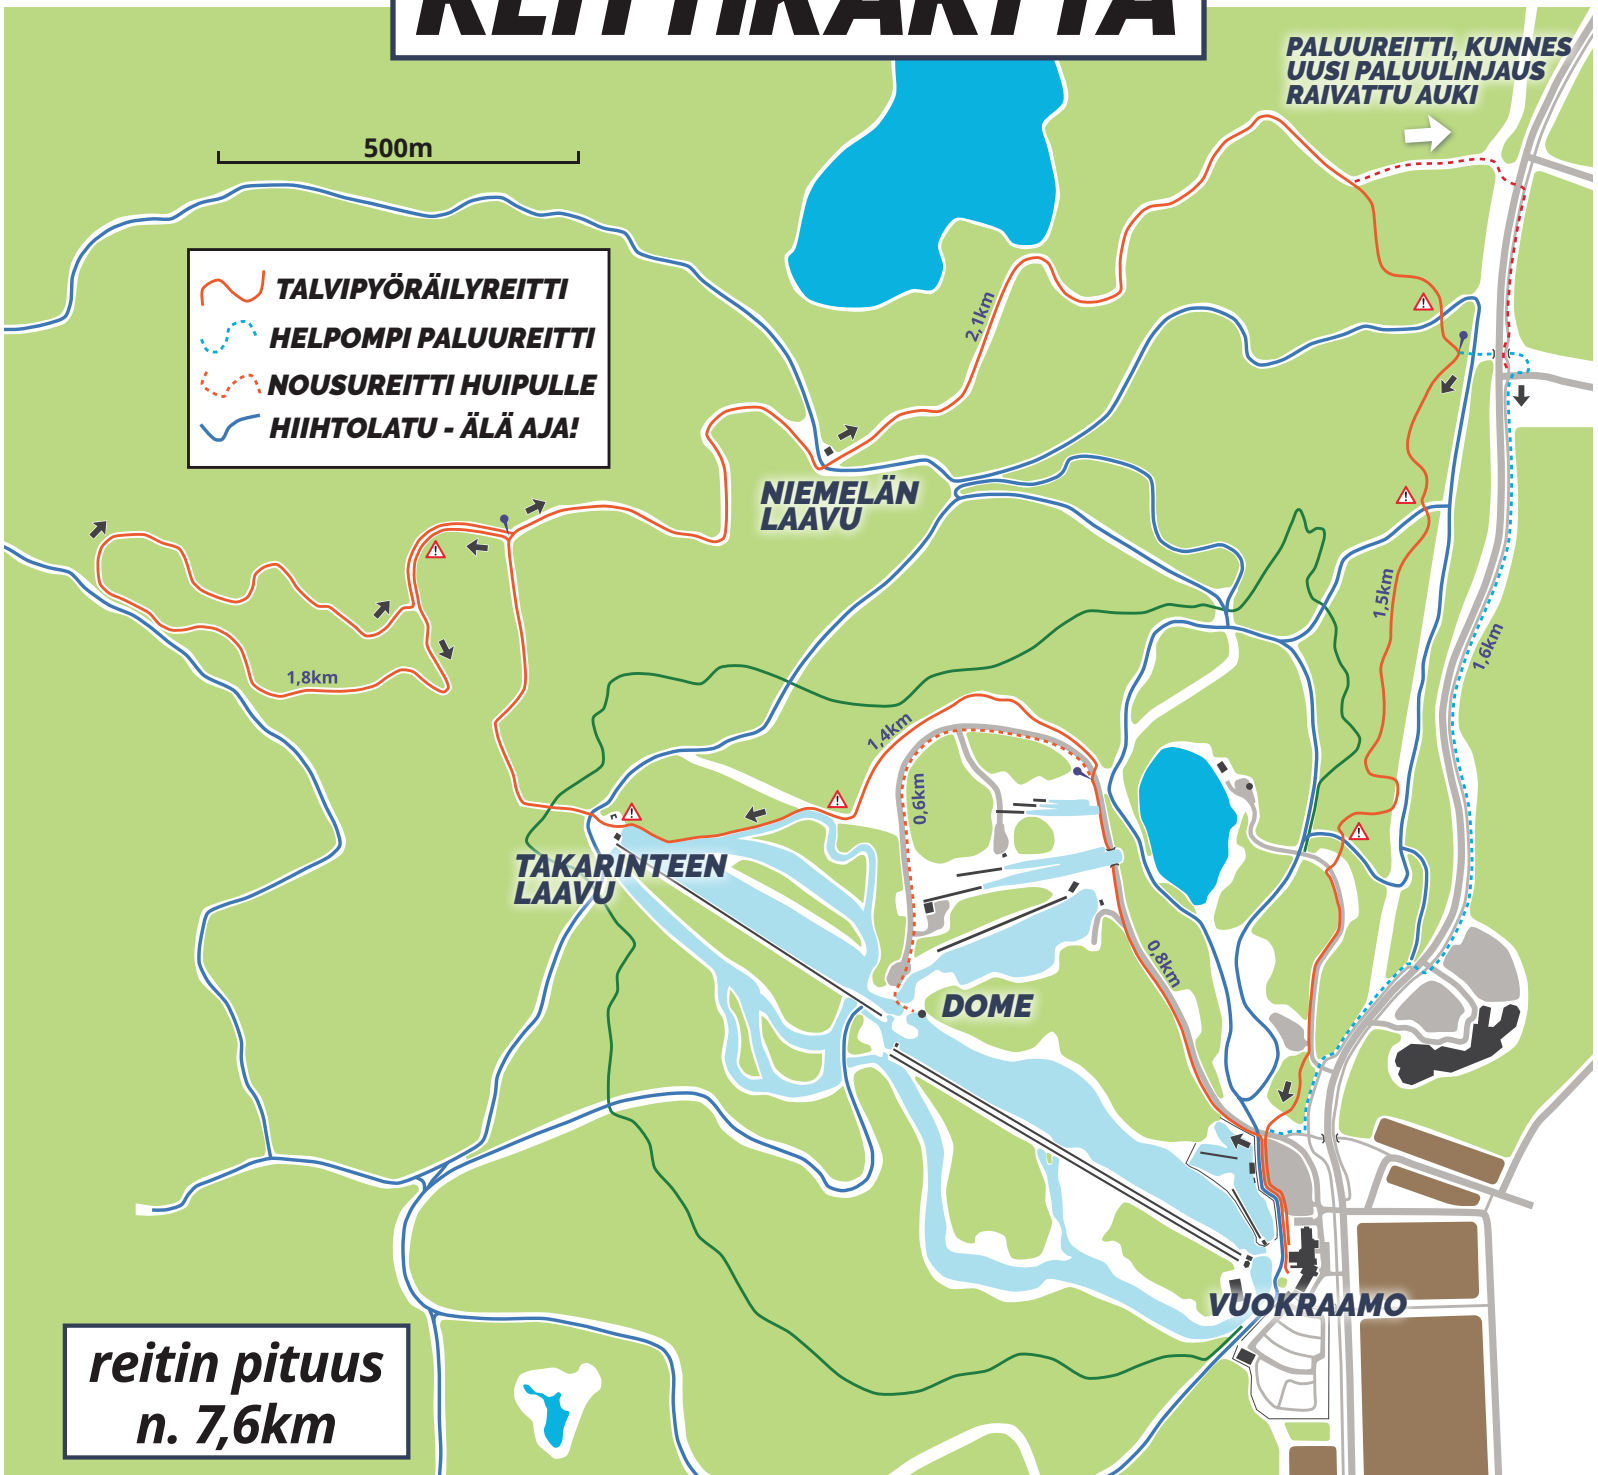 REITTIKARTTA
PALUUREITTI, KUNNES
UUSI PALUULINJAUS
RAIVATTU AUKI
500m
TALVIPYÖRÄILYREITTI
HELPOMPI PALUUREITTI
NOUSUREITTI HUIPULLE
HIIHTOLATU - ÄLÄ AJA!
2,1km
NIEMELÄN
LAAVU
1,5km
1,6km
1,8km
1,4km
0,6km
TAKARINTEEN
LAAVU
0,8km
DOME
VUOKRAAMO
reitin pituus
n. 7,6km